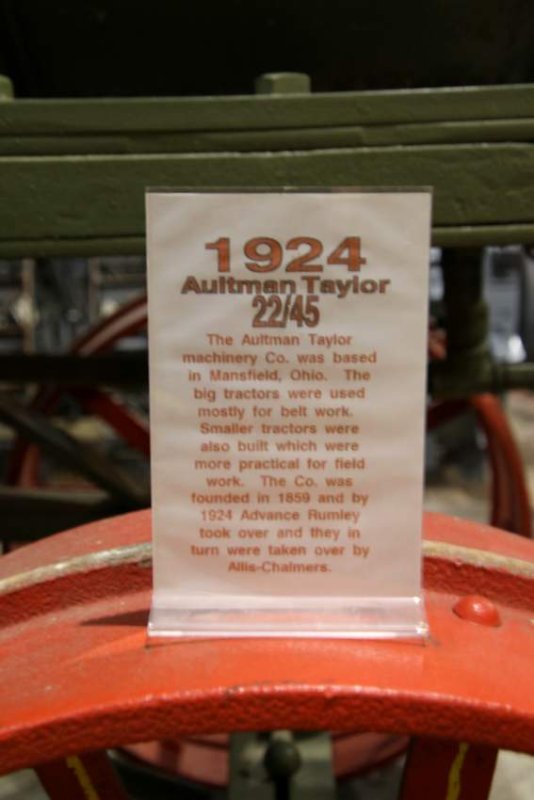 1924
Aultman Taylor
22/45
The Aultman Taylor
machinery Co. was based
in Mansfield, Ohio. The
big tractors were used
mostly for belt work.
Smaller tractors were
also built which were
more practical for field
work. The Co. was
founded in 1859 and by
1924 Advance Rumley
took over and they in
turn were taken over by
Allis-Chalmers.